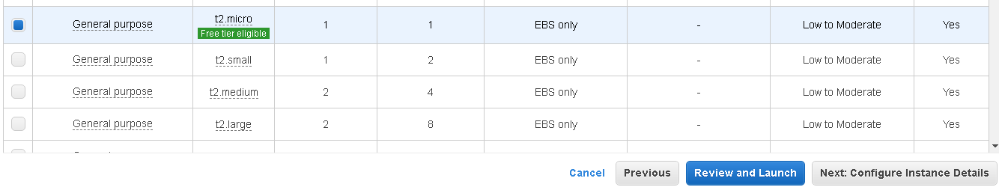 General purpose t2.micro 1 1 EBS only - Low to Moderate Yes
Free tier eligible
General purpose t2.small 1 2 EBS only - Low to Moderate Yes
General purpose t2.medium 2 4 EBS only - Low to Moderate Yes
General purpose t2.large 2 8 EBS only - Low to Moderate Yes
Cancel Previous Review and Launch Next: Configure Instance Details